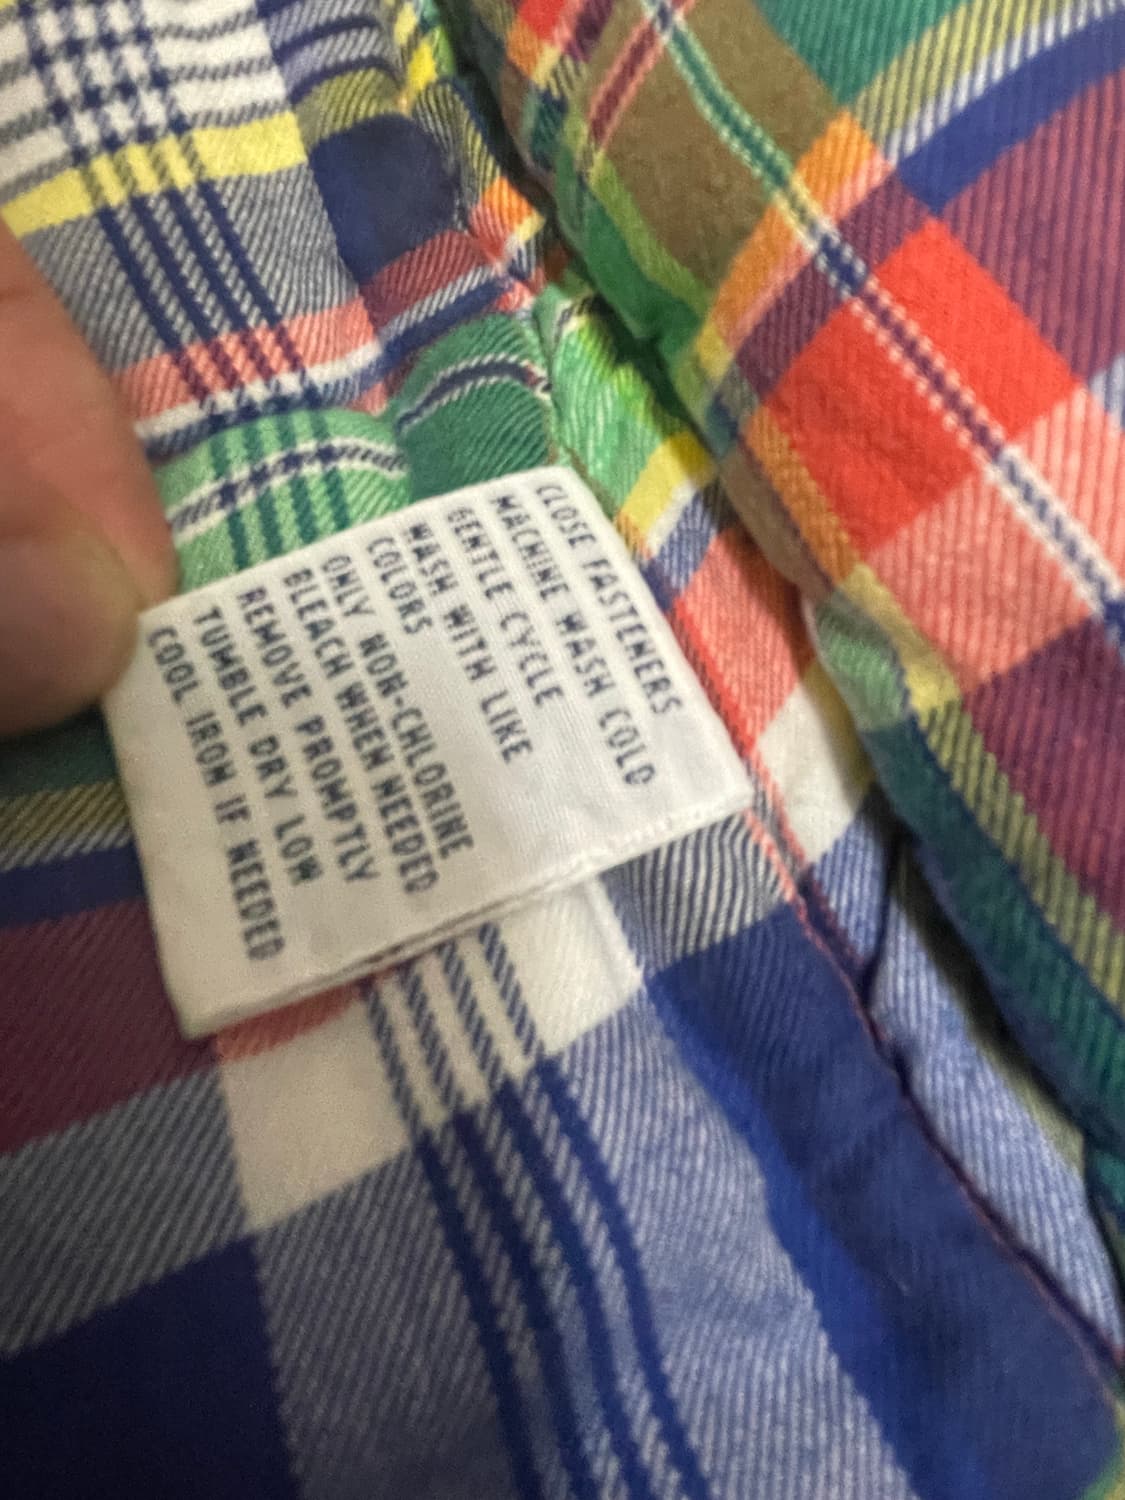 CLOSE FASTENERS
MACHINE WASH COLD
GENTLE CYCLE
WASH WITH LIKE
COLORS
ONLY NON-CHLORINE
BLEACH WHEN NEEDED
REMOVE PROMPTLY
TUMBLE DRY LOW
COOL IRON IF NEEDED